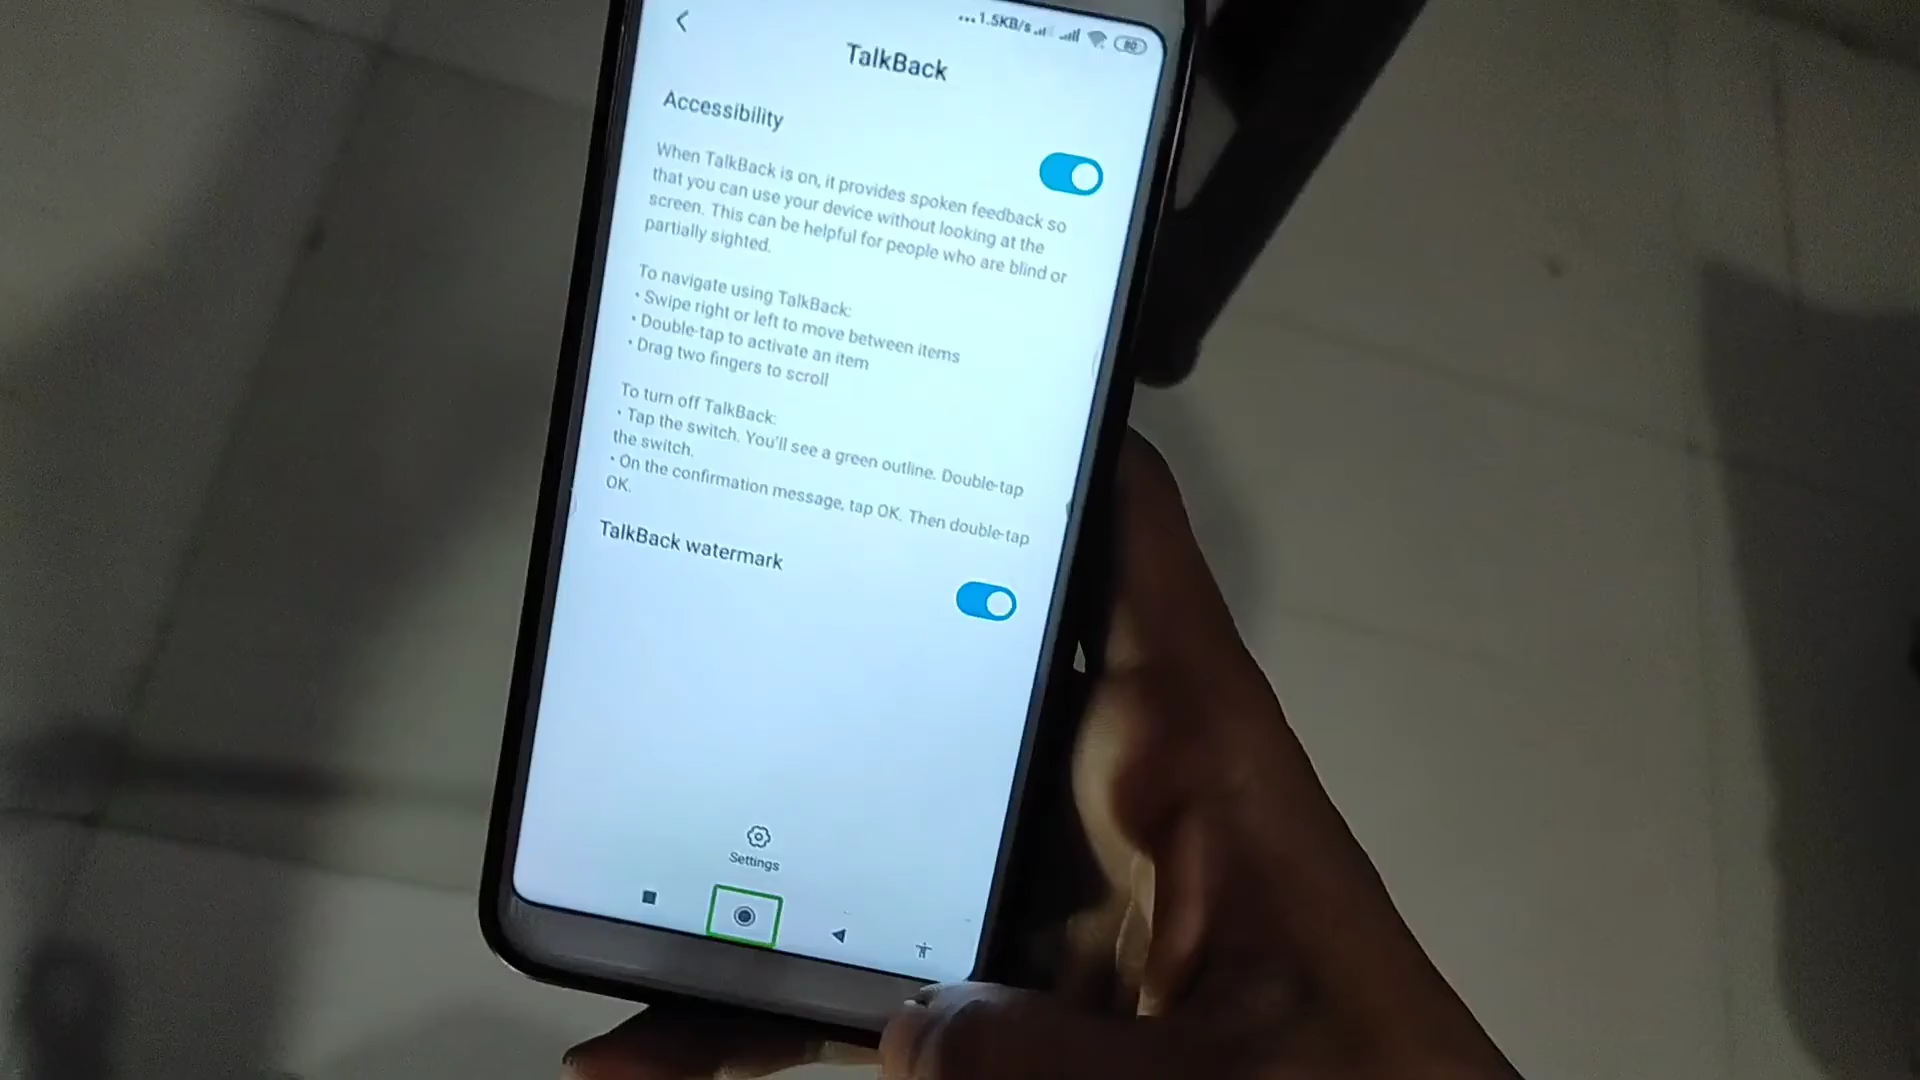 1.5KB/s
80
TalkBack
Accessibility
When TalkBack is on, it provides spoken feedback so
that you can use your device without looking at the
screen. This can be helpful for people who are blind or
partially sighted.
To navigate using TalkBack:
• Swipe right or left to move between items
• Double-tap to activate an item
• Drag two fingers to scroll
To turn off TalkBack:
• Tap the switch. You'll see a green outline. Double-tap
the switch.
• On the confirmation message, tap OK. Then double-tap
OK.
TalkBack watermark
Settings